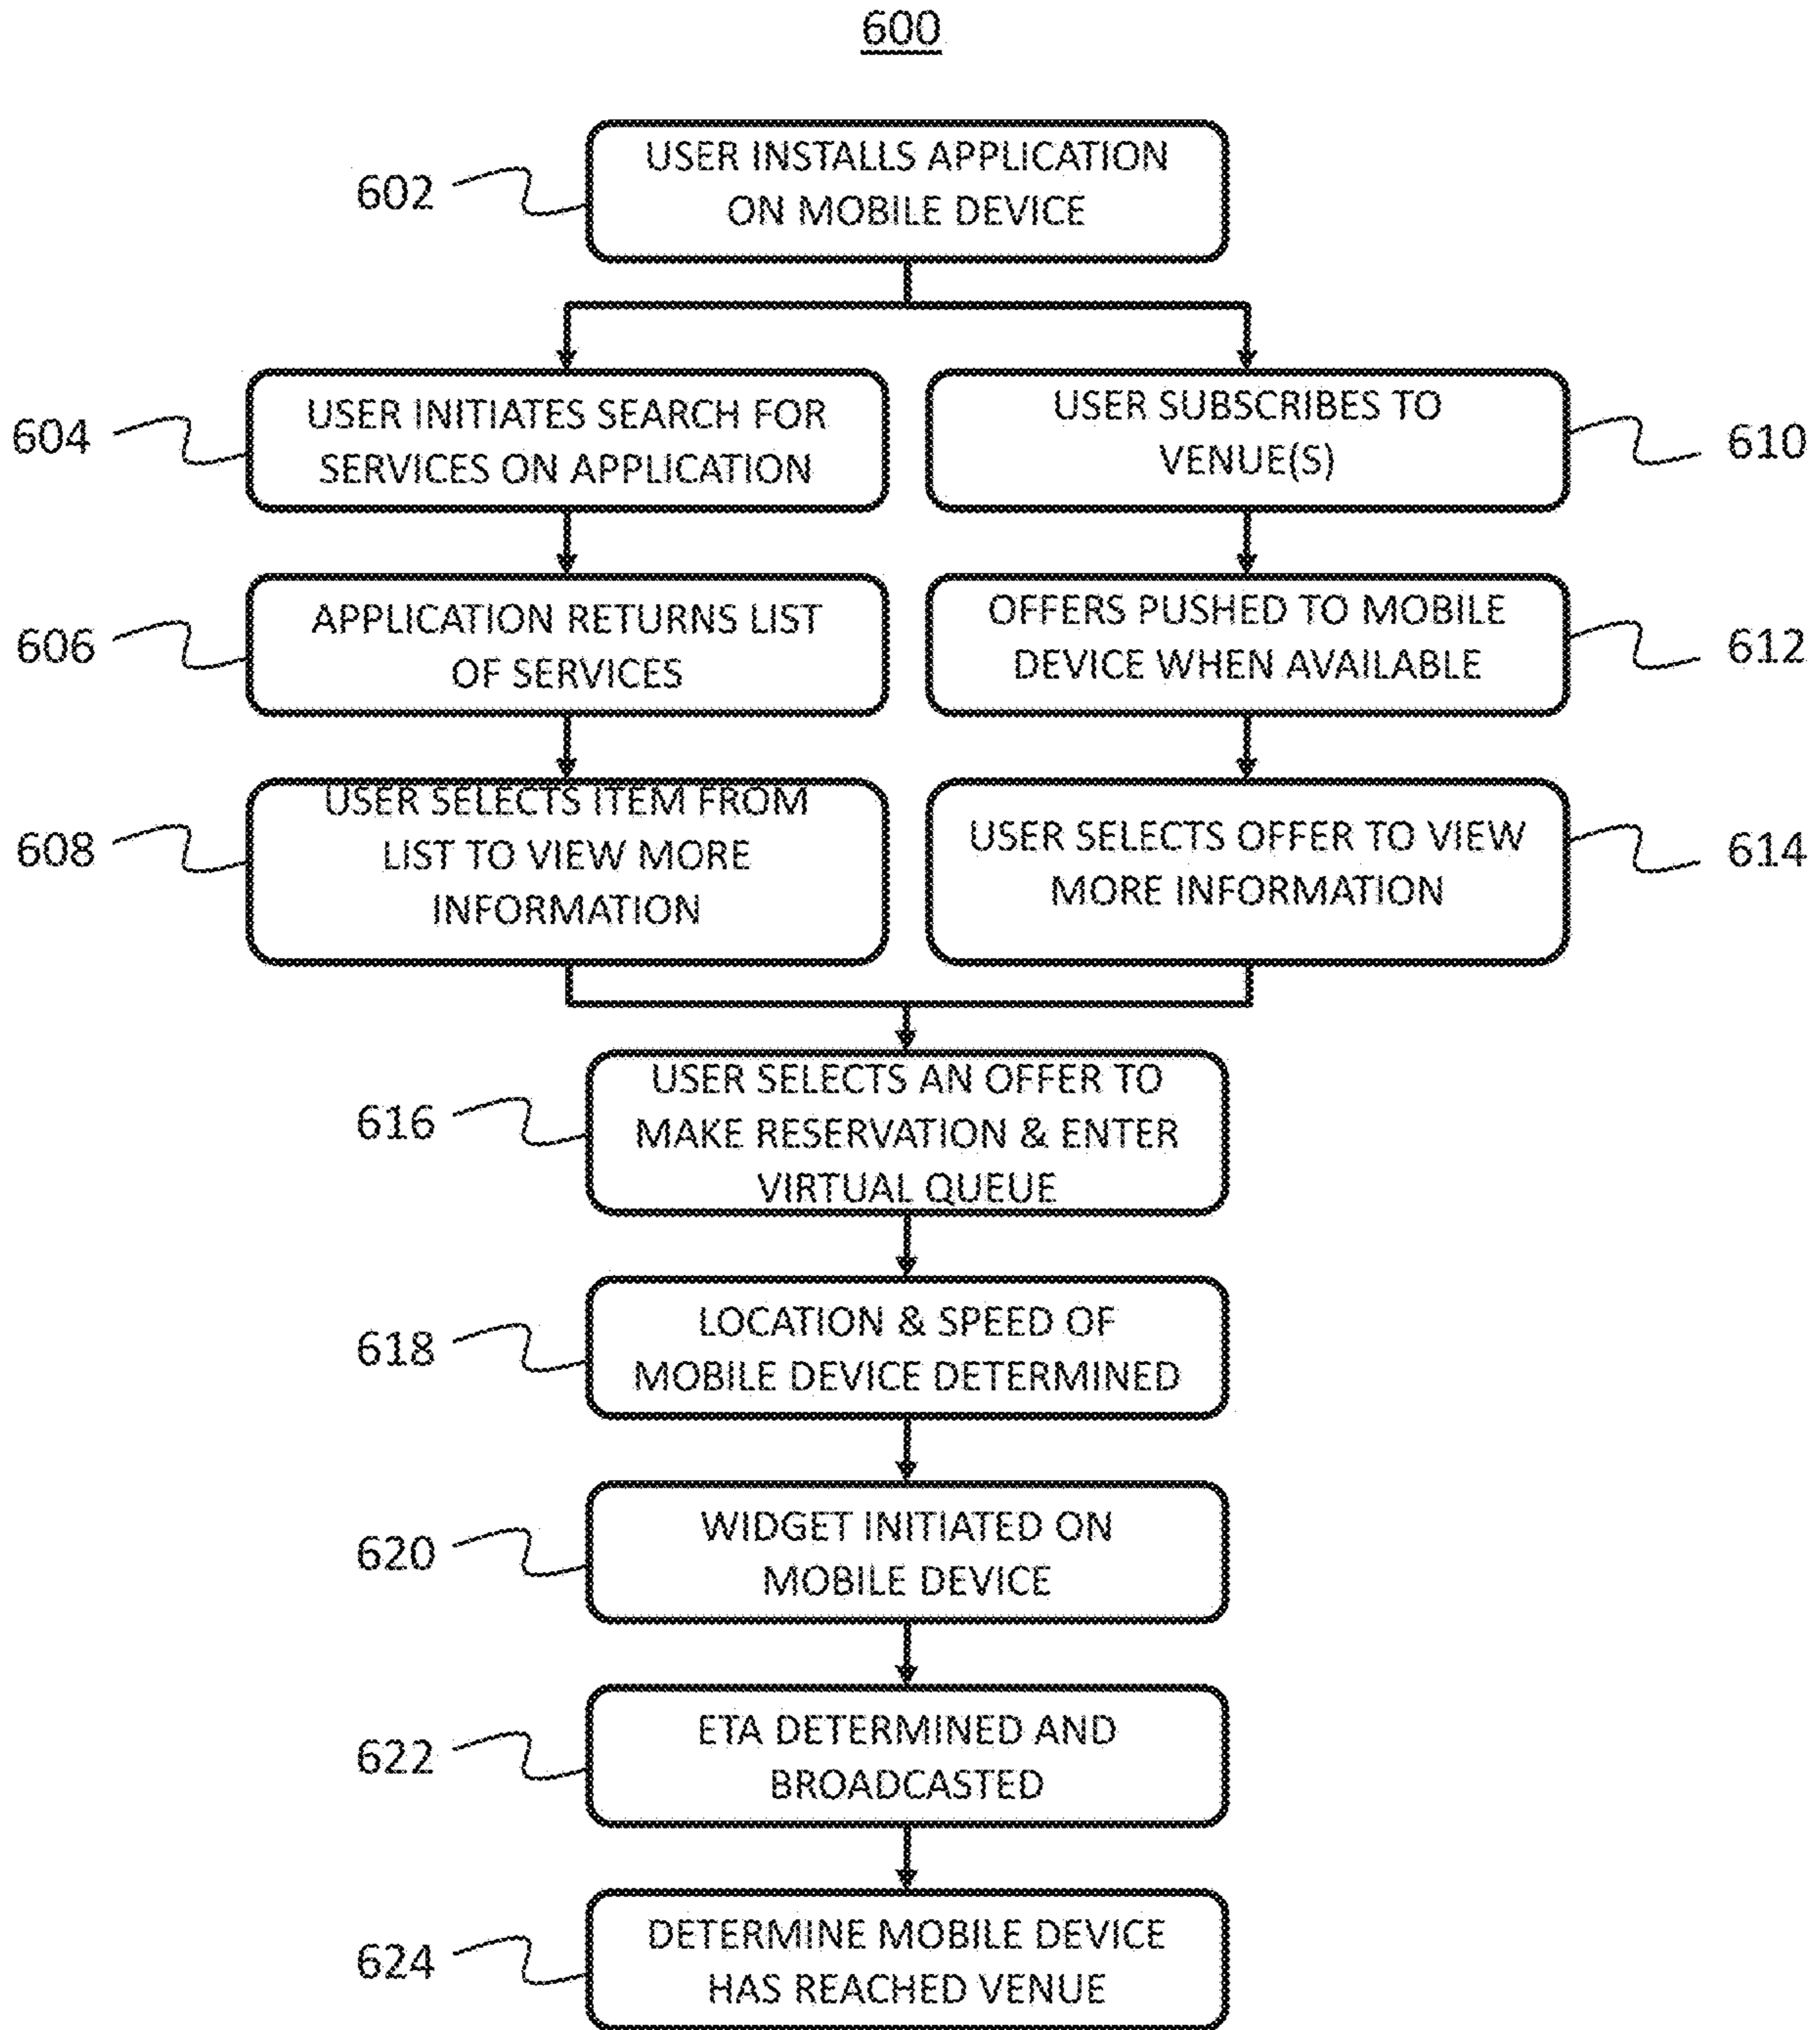 600
602
USER INSTALLS APPLICATION
ON MOBILE DEVICE
604
USER INITIATES SEARCH FOR
SERVICES ON APPLICATION
USER SUBSCRIBES TO
VENUE(S)
610
606
APPLICATION RETURNS LIST
OF SERVICES
OFFERS PUSHED TO MOBILE
DEVICE WHEN AVAILABLE
612
608
USER SELECTS ITEM FROM
LIST TO VIEW MORE
INFORMATION
USER SELECTS OFFER TO VIEW
MORE INFORMATION
614
616
USER SELECTS AN OFFER TO
MAKE RESERVATION & ENTER
VIRTUAL QUEUE
618
LOCATION & SPEED OF
MOBILE DEVICE DETERMINED
620
WIDGET INITIATED ON
MOBILE DEVICE
622
ETA DETERMINED AND
BROADCASTED
624
DETERMINE MOBILE DEVICE
HAS REACHED VENUE